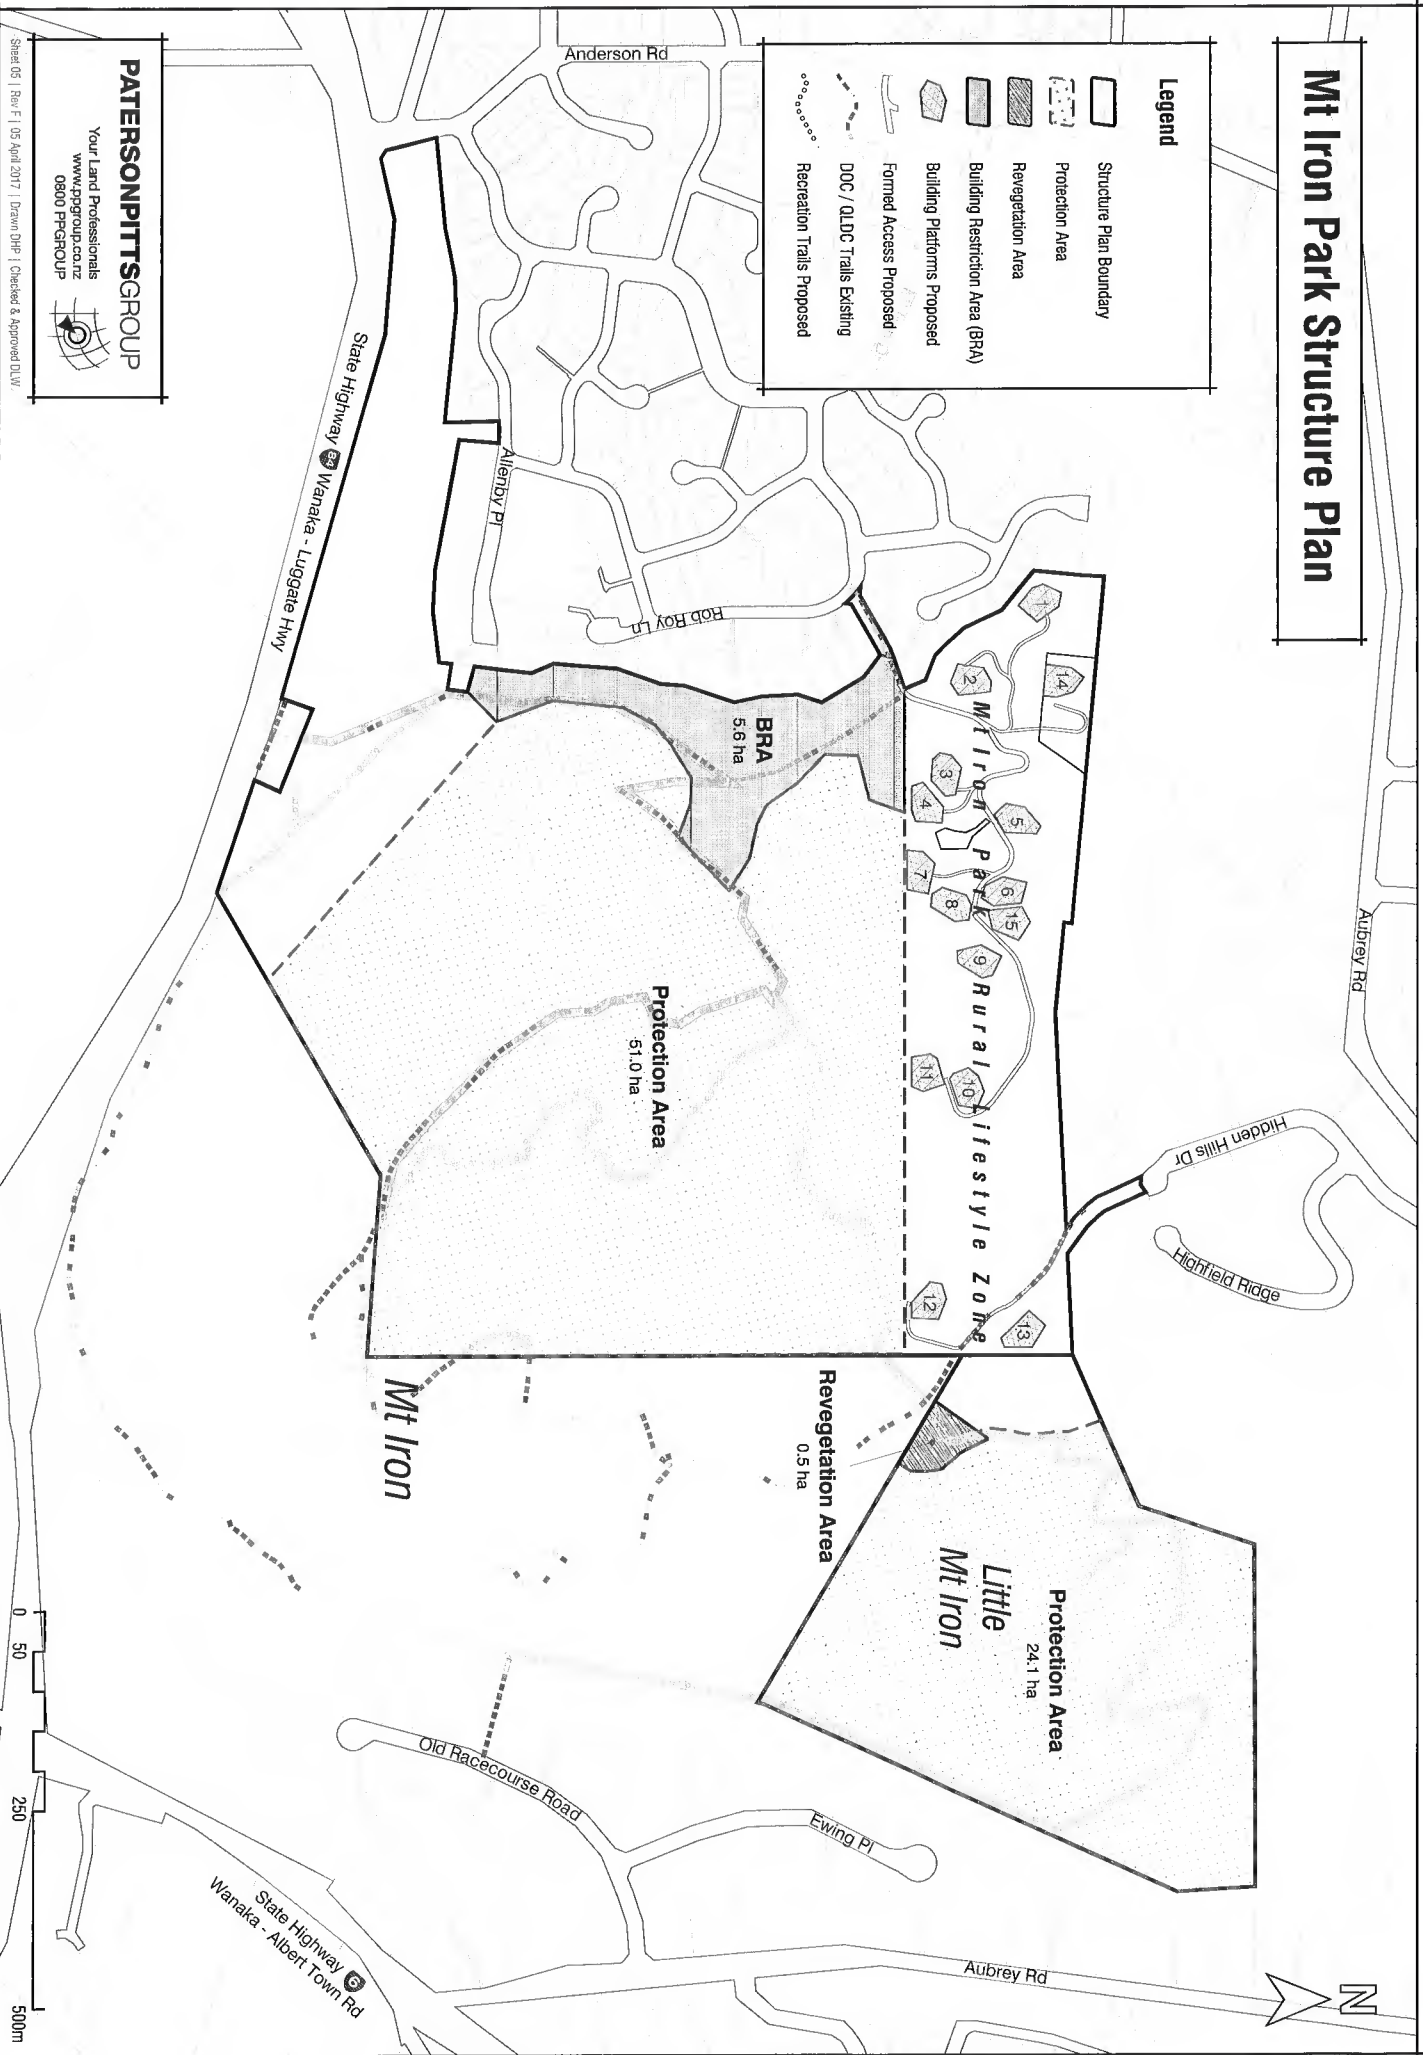 Mt Iron Park Structure Plan
Legend
Structure Plan Boundary
Protection Area
Revegetation Area
Building Restriction Area (BRA)
Building Platforms Proposed
Formed Access Proposed
DOC / QLDC Trails Existing
Recreation Trails Proposed
N
Anderson Rd
Aubrey Rd
Hidden Hills Dr
Highfield Ridge
Allenby Pl
Rob Roy Ln
Mt Iron Park Rural Lifestyle Zone
1
2
14
3
4
5
6
7
8
15
9
10
11
12
13
BRA
5.6 ha
Protection Area
51.0 ha
Revegetation Area
0.5 ha
Protection Area
24.1 ha
Little
Mt Iron
Mt Iron
Aubrey Rd
Ewing Pl
Old Racecourse Road
State Highway 84 Wanaka - Luggate Hwy
State Highway 6
Wanaka - Albert Town Rd
PATERSONPITTSGROUP
Your Land Professionals
www.ppgroup.co.nz
0800 PPGROUP
0 50 250 500m
Sheet 05 | Rev F | 05 April 2017 | Drawn DHP | Checked & Approved DLW